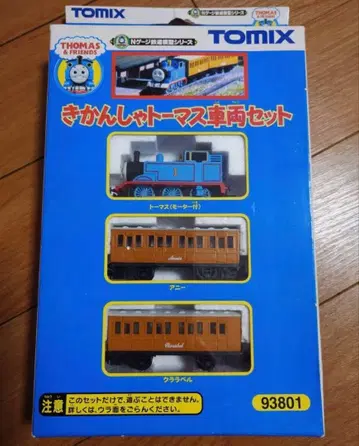 THOMAS
& FRIENDS
Nゲージ鉄道模型シリーズ
TOMIX
TOMIX
きかんしゃトーマス車両セット
トーマス(モーター付)
Annie
アニー
Clarabel
クララベル
注意
このセットだけで、遊ぶことはできません。
詳しくは、ウラ面をごらんください。
93801